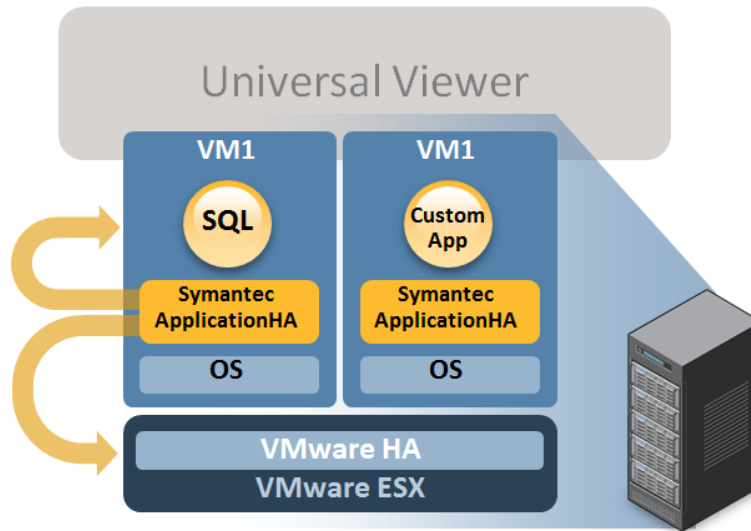 Universal Viewer
VM1
SQL
Symantec
ApplicationHA
OS
VM1
Custom
App
Symantec
ApplicationHA
OS
VMware HA
VMware ESX